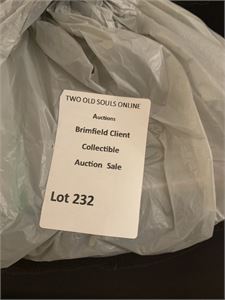 TWO OLD SOULS ONLINE
Auctions
Brimfield Client
Collectible
Auction Sale
Lot 232